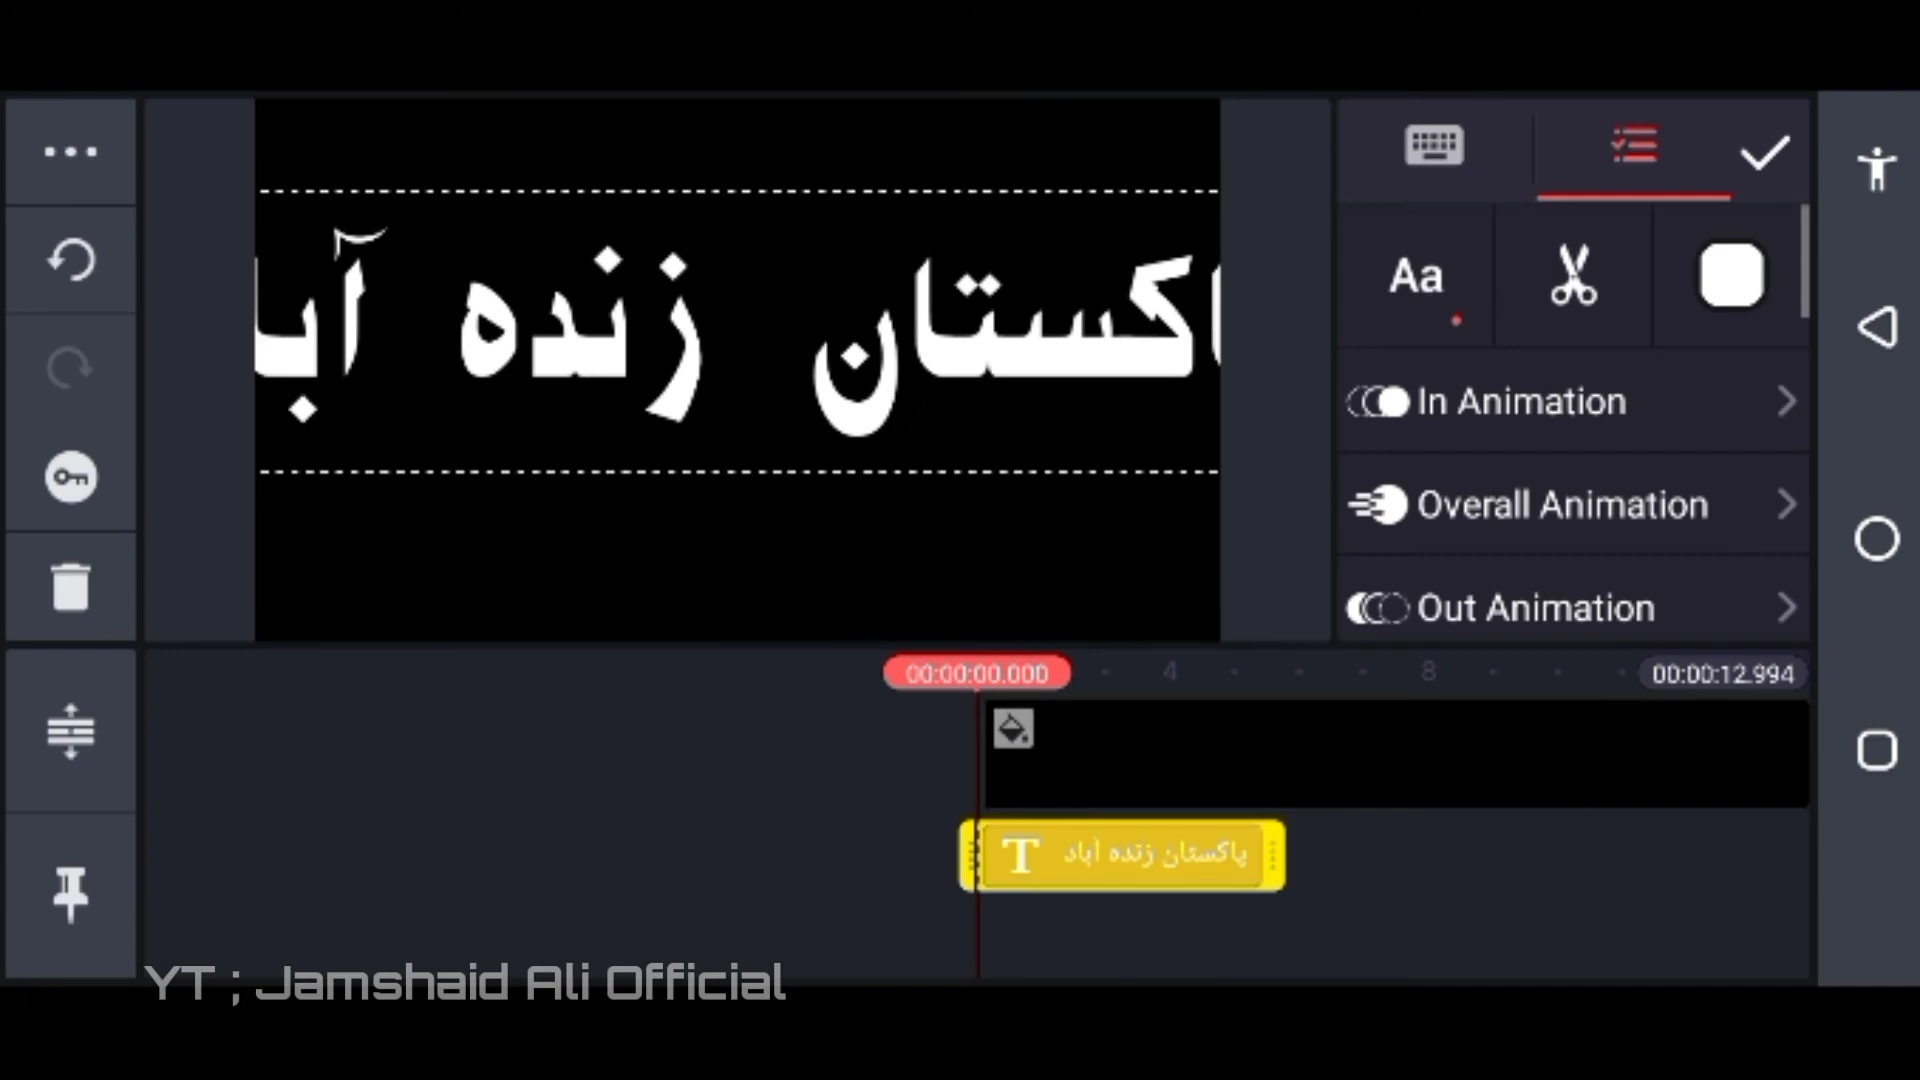 پاکستان زنده آبا
Aa
In Animation
Overall Animation
Out Animation
00:00:00.000
4
8
00:00:12.994
T پاکستان زنده آباد
YT ; Jamshaid Ali Official